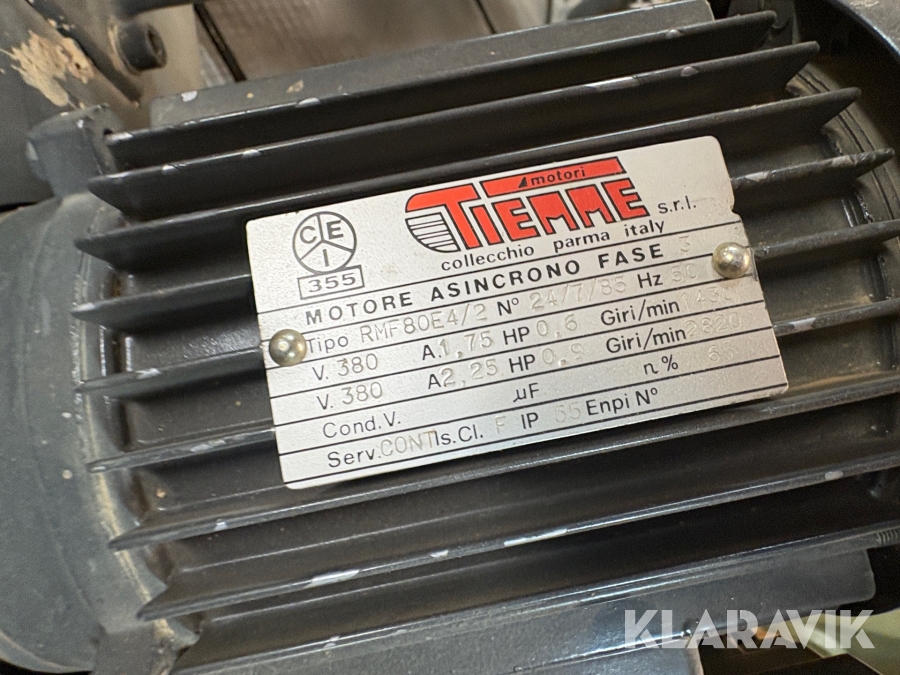 CEI
355
motori
TIEMME s.r.l.
collecchio parma italy
MOTORE ASINCRONO FASE 3
Tipo RMF80E4/2 N° 24/7/85 Hz 50
V. 380 A.1,75 HP 0,6 Giri/min 1430
V. 380 A 2,25 HP 0,9 Giri/min 2820
Cond.V. µF n.%
Serv.CONT Is.Cl. F IP 55 Enpi N°
KLARAVIK